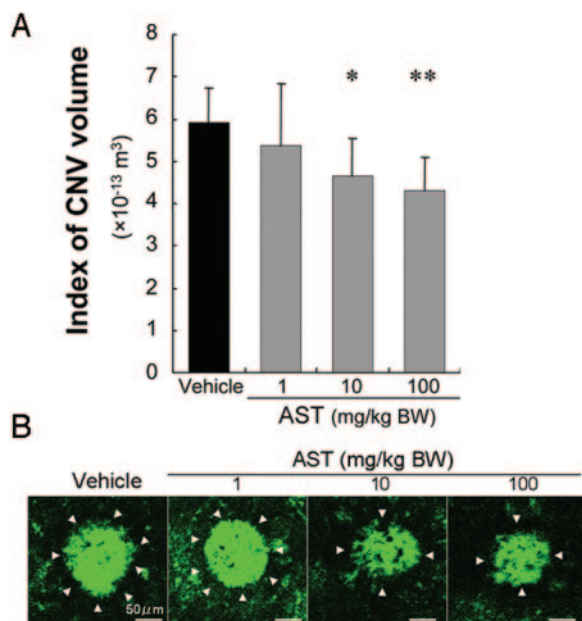 A
Index of CNV volume
(×10⁻¹³ m³)
8
7
6
5
4
3
2
1
0
*
**
Vehicle
1
10
100
AST (mg/kg BW)
B
AST (mg/kg BW)
Vehicle
1
10
100
50μm